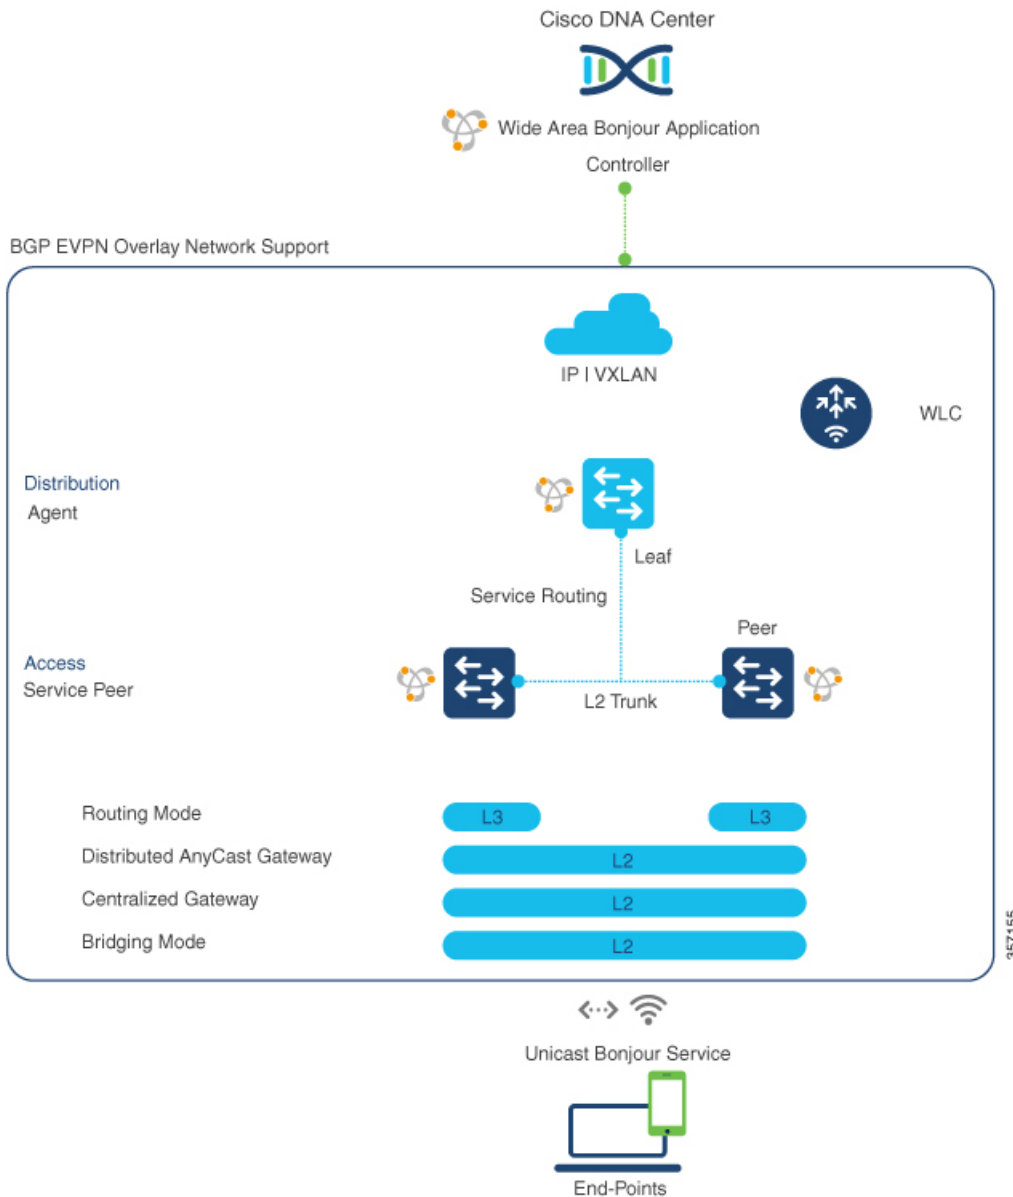 Cisco DNA Center
Wide Area Bonjour Application
Controller
BGP EVPN Overlay Network Support
IP | VXLAN
WLC
Distribution
Agent
Leaf
Service Routing
Peer
Access
Service Peer
L2 Trunk
Routing Mode
L3
L3
Distributed AnyCast Gateway
L2
Centralized Gateway
L2
Bridging Mode
L2
357155
Unicast Bonjour Service
End-Points